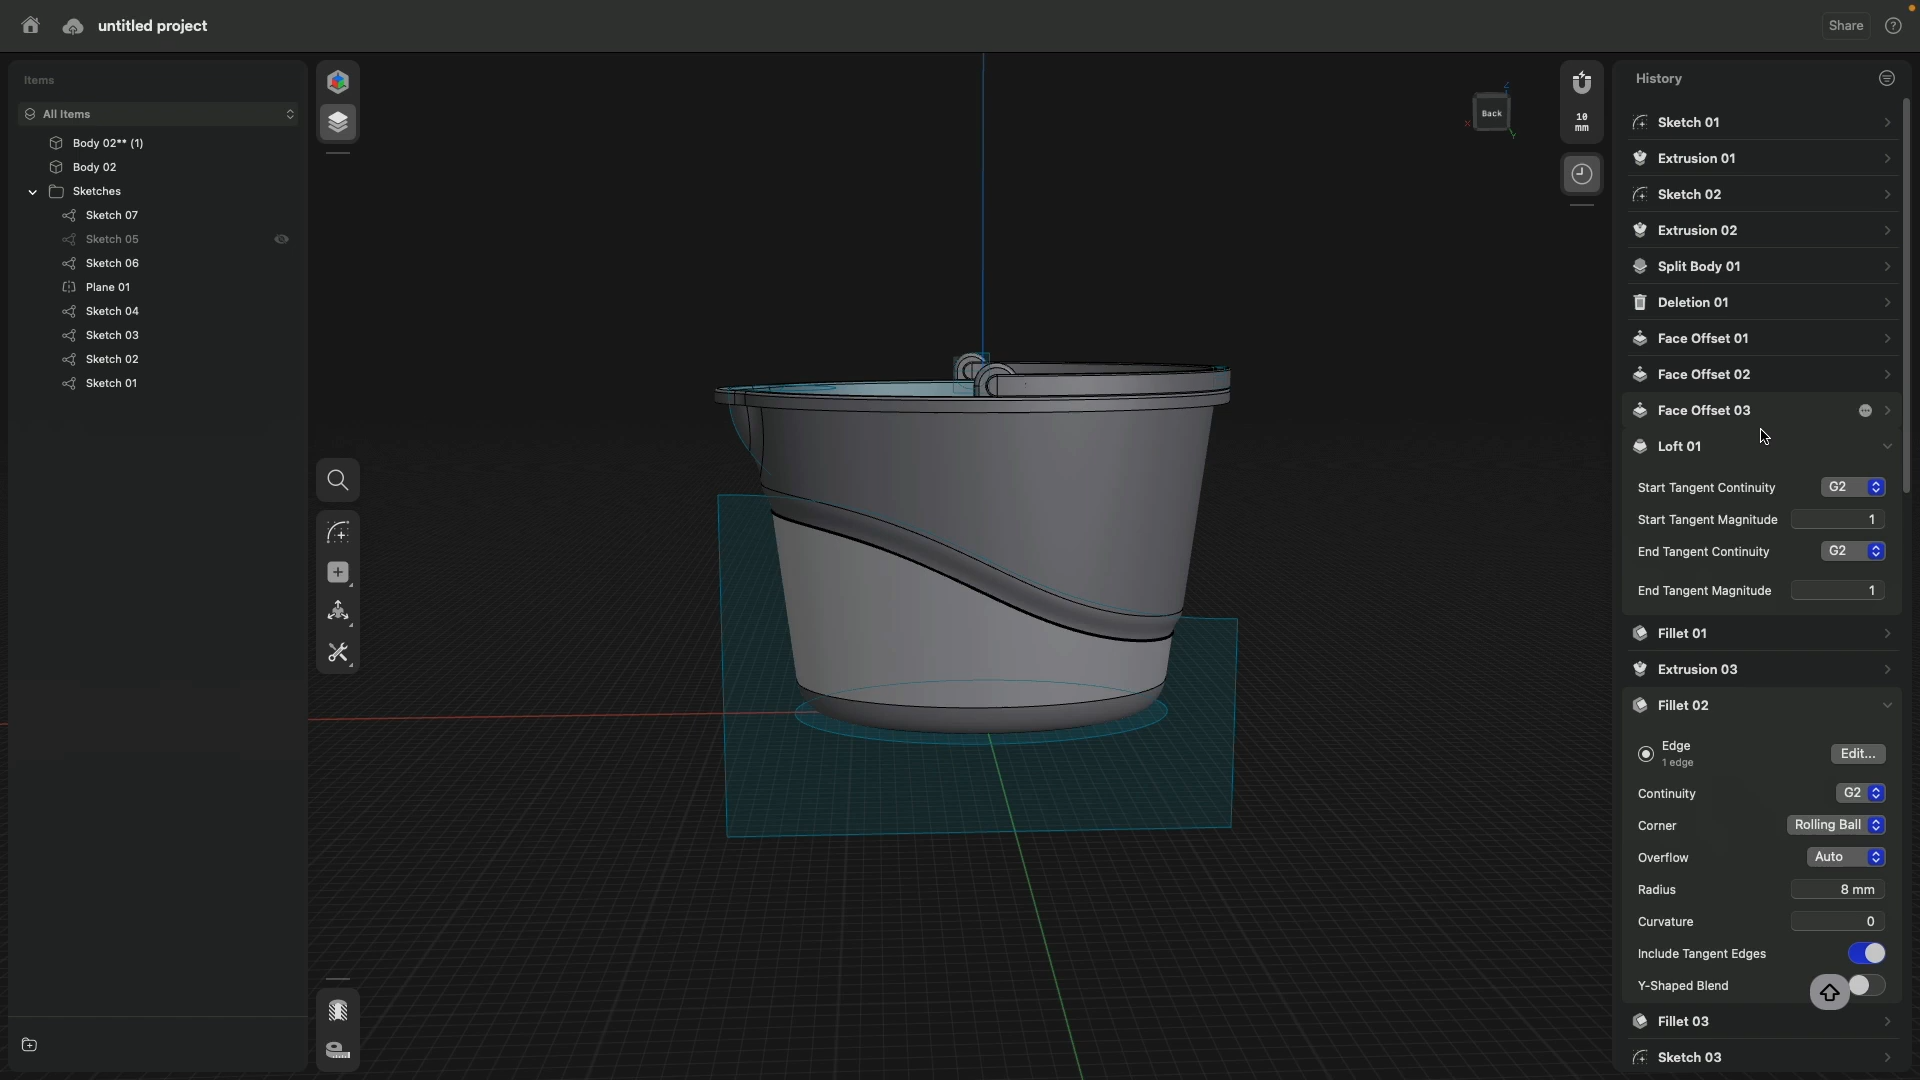 untitled project
Share
?
Items
All Items
Body 02** (1)
Body 02
Sketches
Sketch 07
Sketch 05
Sketch 06
Plane 01
Sketch 04
Sketch 03
Sketch 02
Sketch 01
Z
Back
X
Y
10
mm
History
Sketch 01
Extrusion 01
Sketch 02
Extrusion 02
Split Body 01
Deletion 01
Face Offset 01
Face Offset 02
Face Offset 03
Loft 01
Start Tangent Continuity G2
Start Tangent Magnitude 1
End Tangent Continuity G2
End Tangent Magnitude 1
Fillet 01
Extrusion 03
Fillet 02
Edge
1 edge
Edit...
Continuity G2
Corner Rolling Ball
Overflow Auto
Radius 8 mm
Curvature 0
Include Tangent Edges
Y-Shaped Blend
Fillet 03
Sketch 03